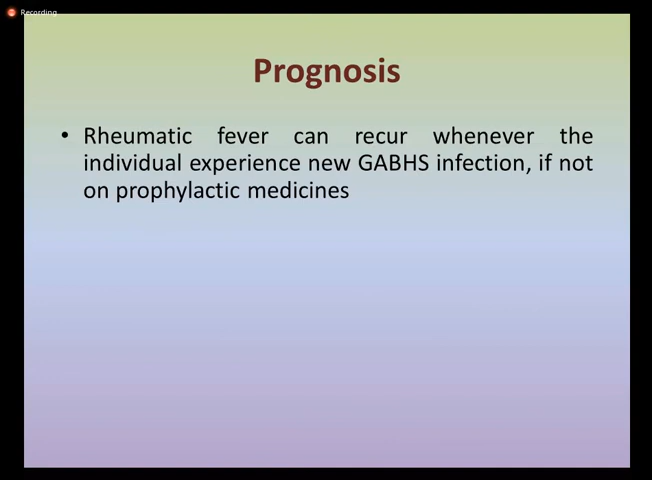 Recording
Prognosis
• Rheumatic fever can recur whenever the
individual experience new GABHS infection, if not
on prophylactic medicines